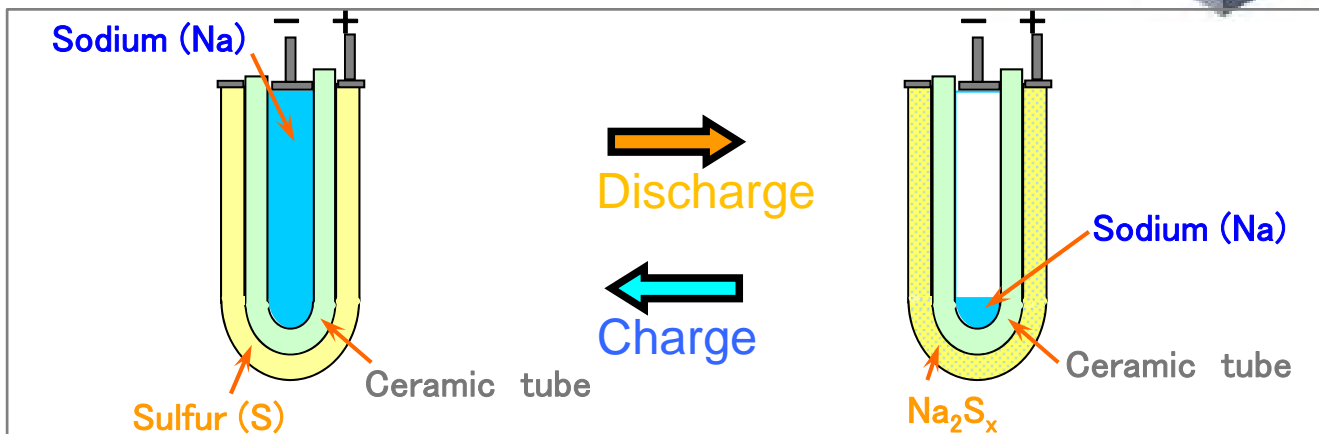 − +
− +
Sodium (Na)
Discharge
Sodium (Na)
Charge
Ceramic tube
Ceramic tube
Sulfur (S)
Na₂Sₓ